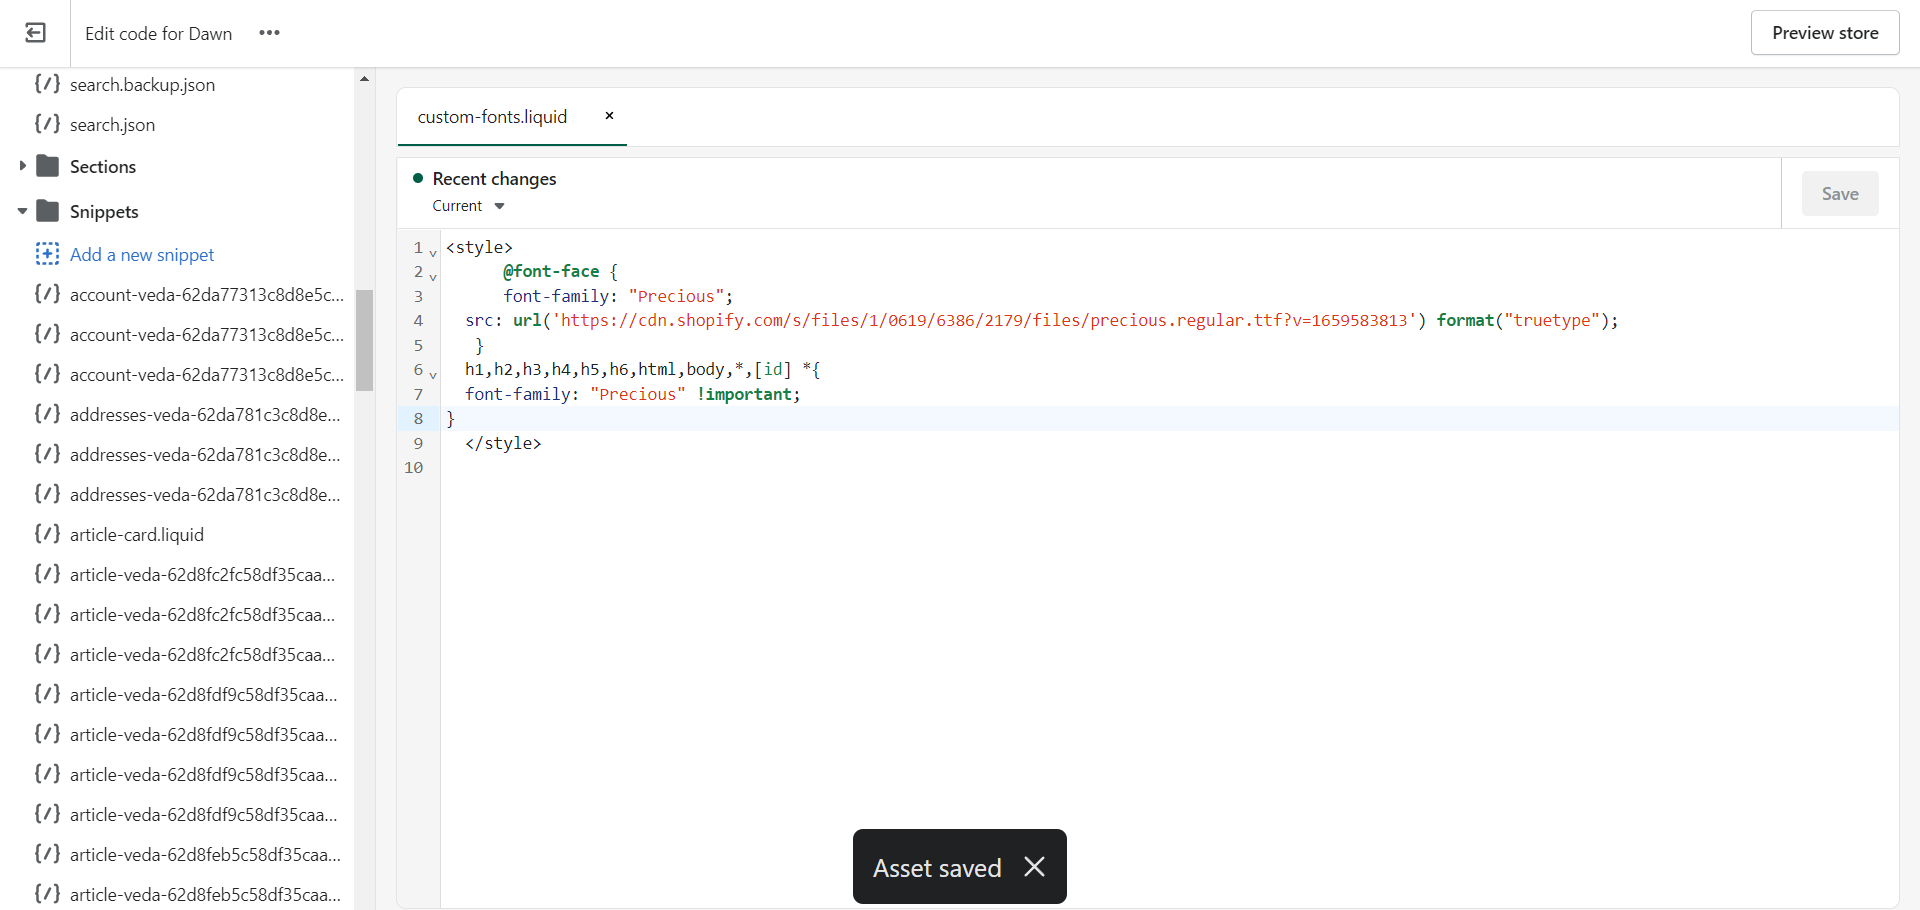 Edit code for Dawn •••
Preview store
{/} search.backup.json
{/} search.json
Sections
Snippets
Add a new snippet
{/} account-veda-62da77313c8d8e5c...
{/} account-veda-62da77313c8d8e5c...
{/} account-veda-62da77313c8d8e5c...
{/} addresses-veda-62da781c3c8d8e...
{/} addresses-veda-62da781c3c8d8e...
{/} addresses-veda-62da781c3c8d8e...
{/} article-card.liquid
{/} article-veda-62d8fc2fc58df35caa...
{/} article-veda-62d8fc2fc58df35caa...
{/} article-veda-62d8fc2fc58df35caa...
{/} article-veda-62d8fdf9c58df35caa...
{/} article-veda-62d8fdf9c58df35caa...
{/} article-veda-62d8fdf9c58df35caa...
{/} article-veda-62d8fdf9c58df35caa...
{/} article-veda-62d8feb5c58df35caa...
{/} article-veda-62d8feb5c58df35caa...
custom-fonts.liquid ×
Recent changes
Current
Save
1 <style>
2 @font-face {
3 font-family: "Precious";
4 src: url('https://cdn.shopify.com/s/files/1/0619/6386/2179/files/precious.regular.ttf?v=1659583813') format("truetype");
5 }
6 h1,h2,h3,h4,h5,h6,html,body,*,[id] *{
7 font-family: "Precious" !important;
8 }
9 </style>
10
Asset saved